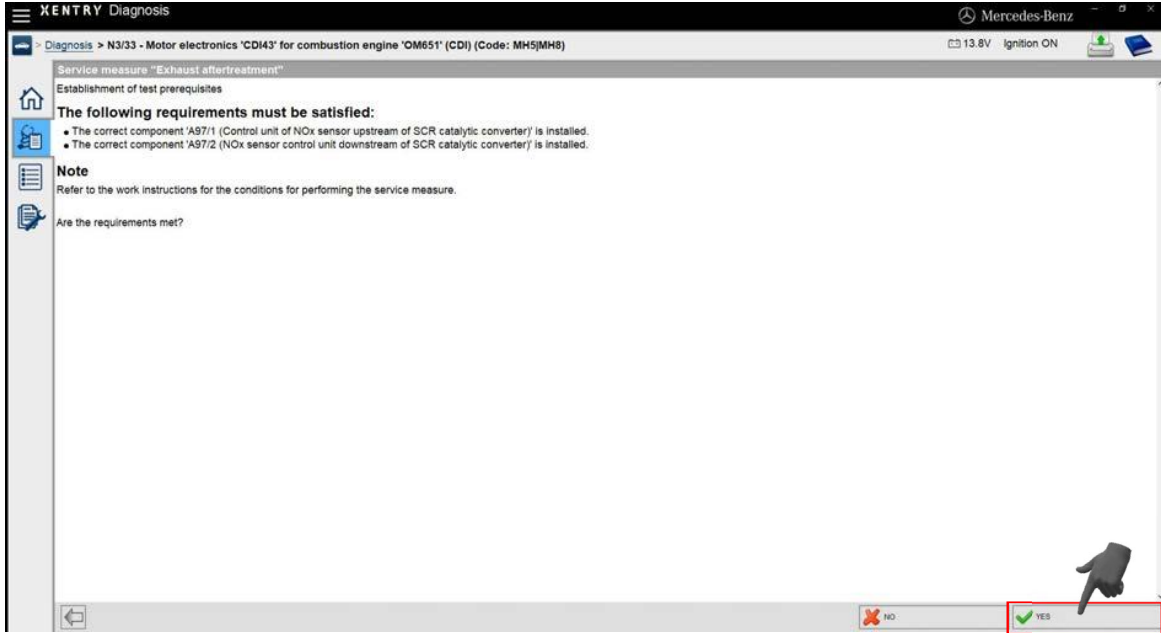 XENTRY Diagnosis
Mercedes-Benz
> Diagnosis > N3/33 - Motor electronics 'CDI43' for combustion engine 'OM651' (CDI) (Code: MH5|MH8)
13.8V Ignition ON
Service measure "Exhaust aftertreatment"
Establishment of test prerequisites
The following requirements must be satisfied:
• The correct component 'A97/1 (Control unit of NOx sensor upstream of SCR catalytic converter)' is installed.
• The correct component 'A97/2 (NOx sensor control unit downstream of SCR catalytic converter)' is installed.
Note
Refer to the work instructions for the conditions for performing the service measure.
Are the requirements met?
NO
YES